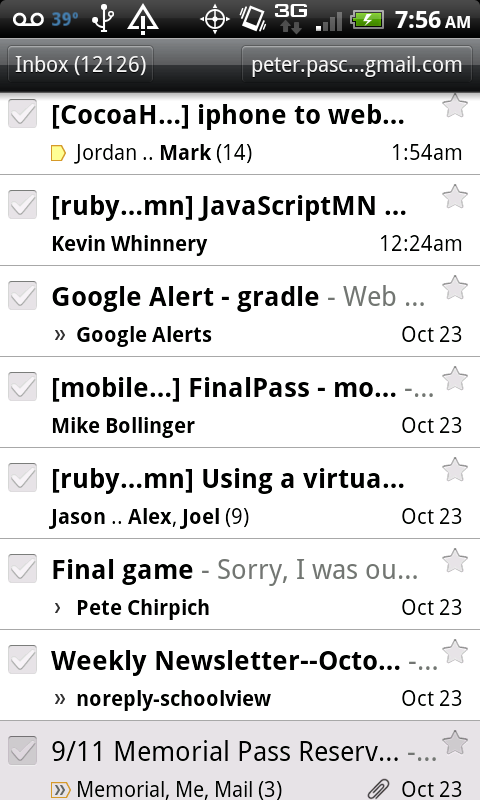 39° 3G 7:56 AM
Inbox (12126) peter.pasc...gmail.com
[CocoaH...] iphone to web...
Jordan .. Mark (14) 1:54am
[ruby...mn] JavaScriptMN ...
Kevin Whinnery 12:24am
Google Alert - gradle - Web ...
» Google Alerts Oct 23
[mobile...] FinalPass - mo... -...
Mike Bollinger Oct 23
[ruby...mn] Using a virtua...
Jason .. Alex, Joel (9) Oct 23
Final game - Sorry, I was ou...
› Pete Chirpich Oct 23
Weekly Newsletter--Octo... -...
» noreply-schoolview Oct 23
9/11 Memorial Pass Reserv... -...
» Memorial, Me, Mail (3) Oct 23